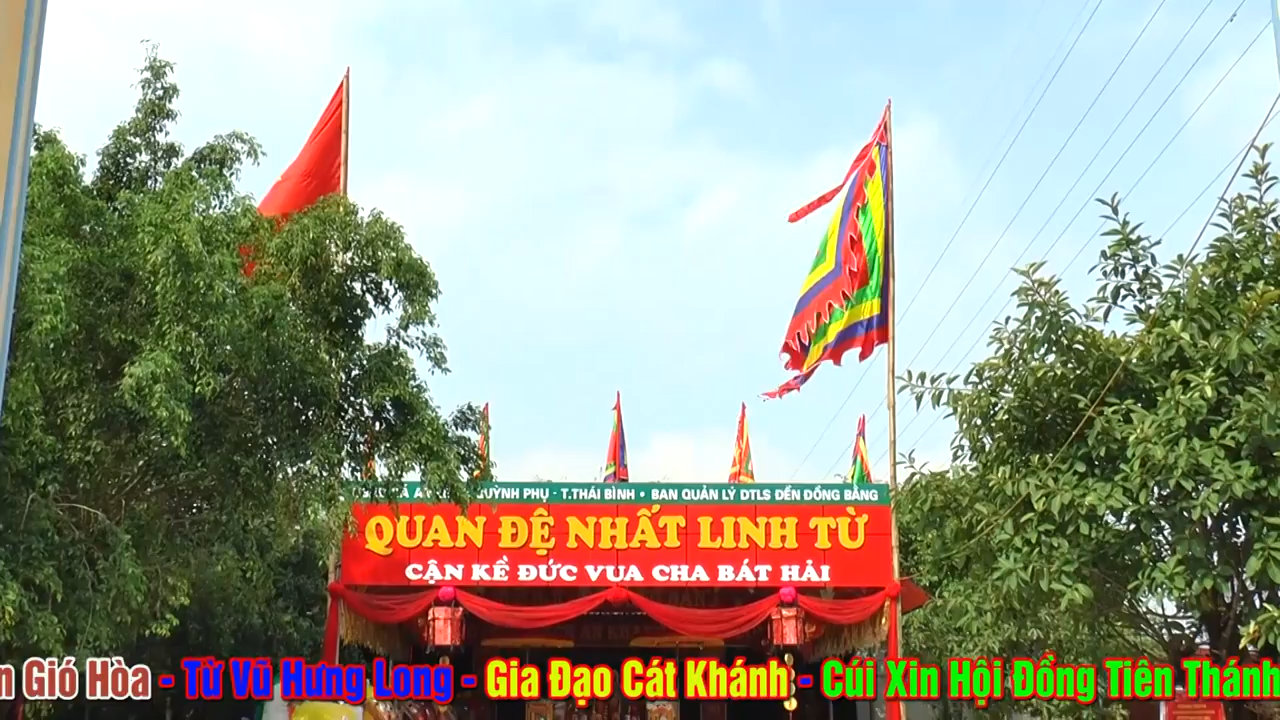 QUỲNH PHỤ - T.THÁI BÌNH • BAN QUẢN LÝ DTLS ĐỀN ĐỒNG BẰNG
QUAN ĐỆ NHẤT LINH TỪ
CẬN KỀ ĐỨC VUA CHA BÁT HẢI
Gió Hòa - Từ Vũ Hưng Long - Gia Đạo Cát Khánh - Cúi Xin Hội Đồng Tiên Thánh